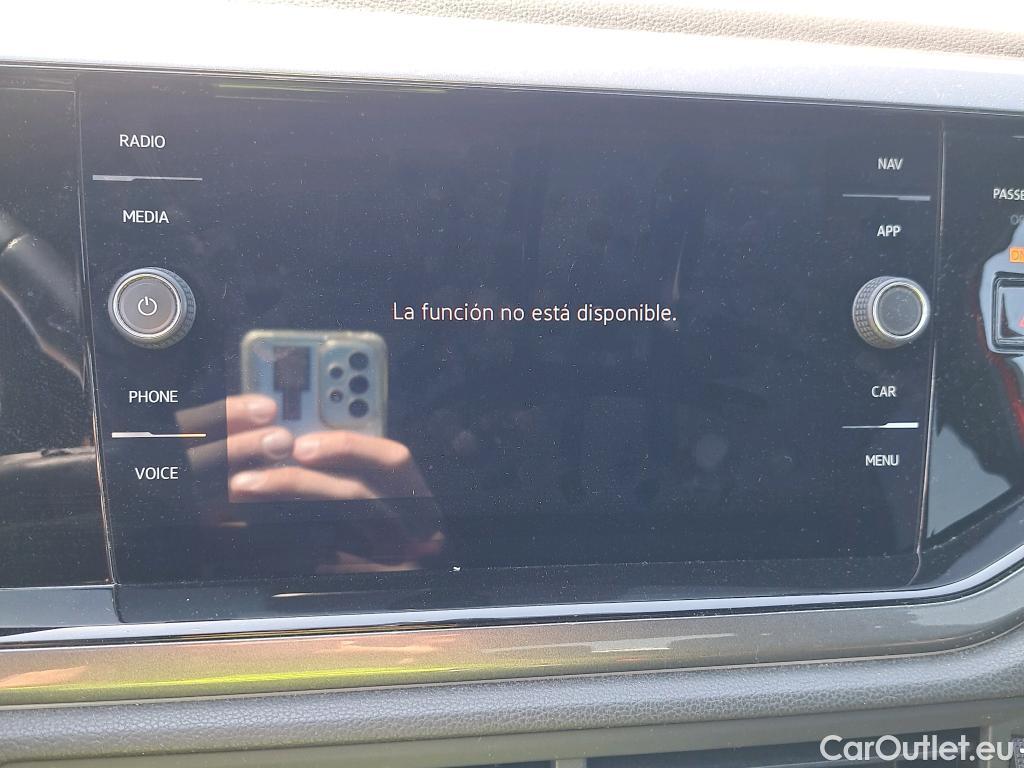 RADIO
MEDIA
PHONE
VOICE
La función no está disponible.
NAV
APP
CAR
MENU
PASSE
CarOutlet.eu